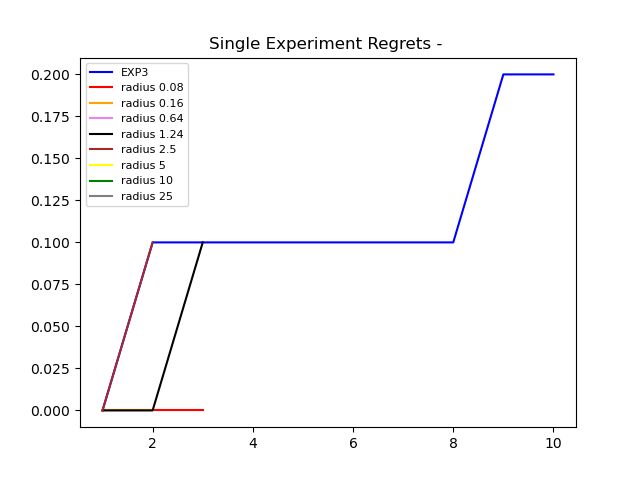 Single Experiment Regrets -
EXP3
radius 0.08
radius 0.16
radius 0.64
radius 1.24
radius 2.5
radius 5
radius 10
radius 25
0.200
0.175
0.150
0.125
0.100
0.075
0.050
0.025
0.000
2 4 6 8 10